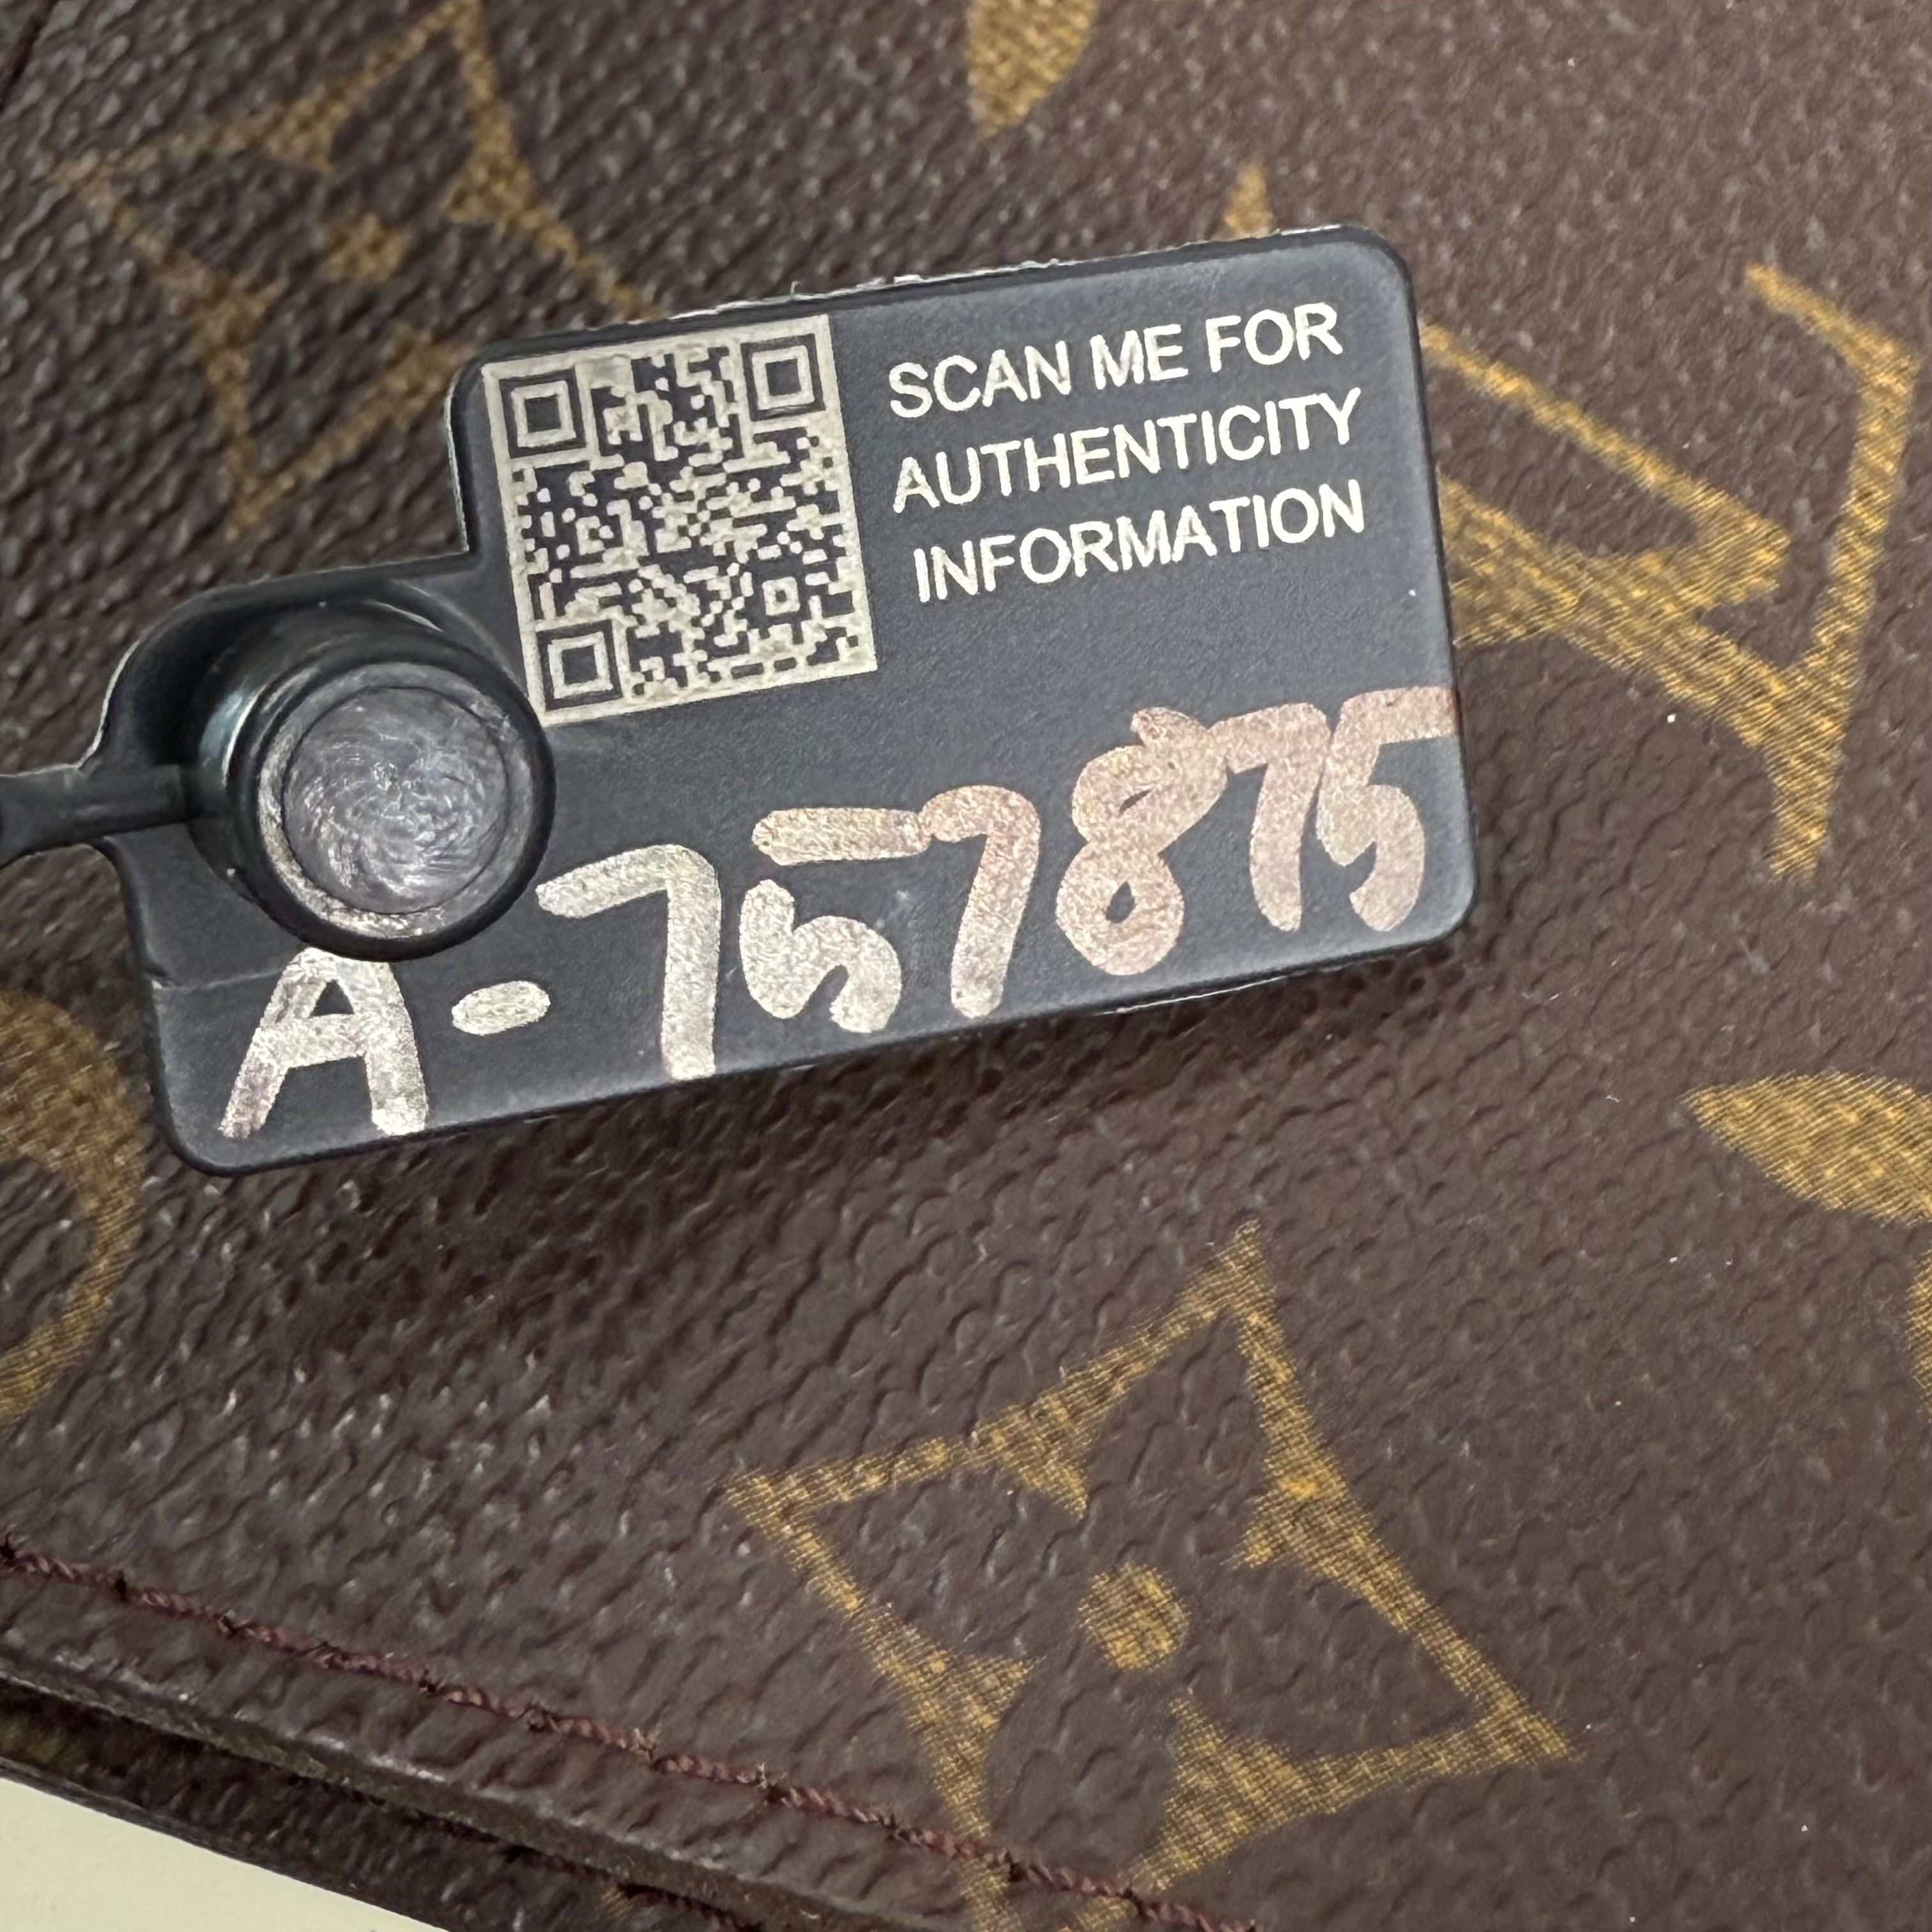 SCAN ME FOR
AUTHENTICITY
INFORMATION
A-757875